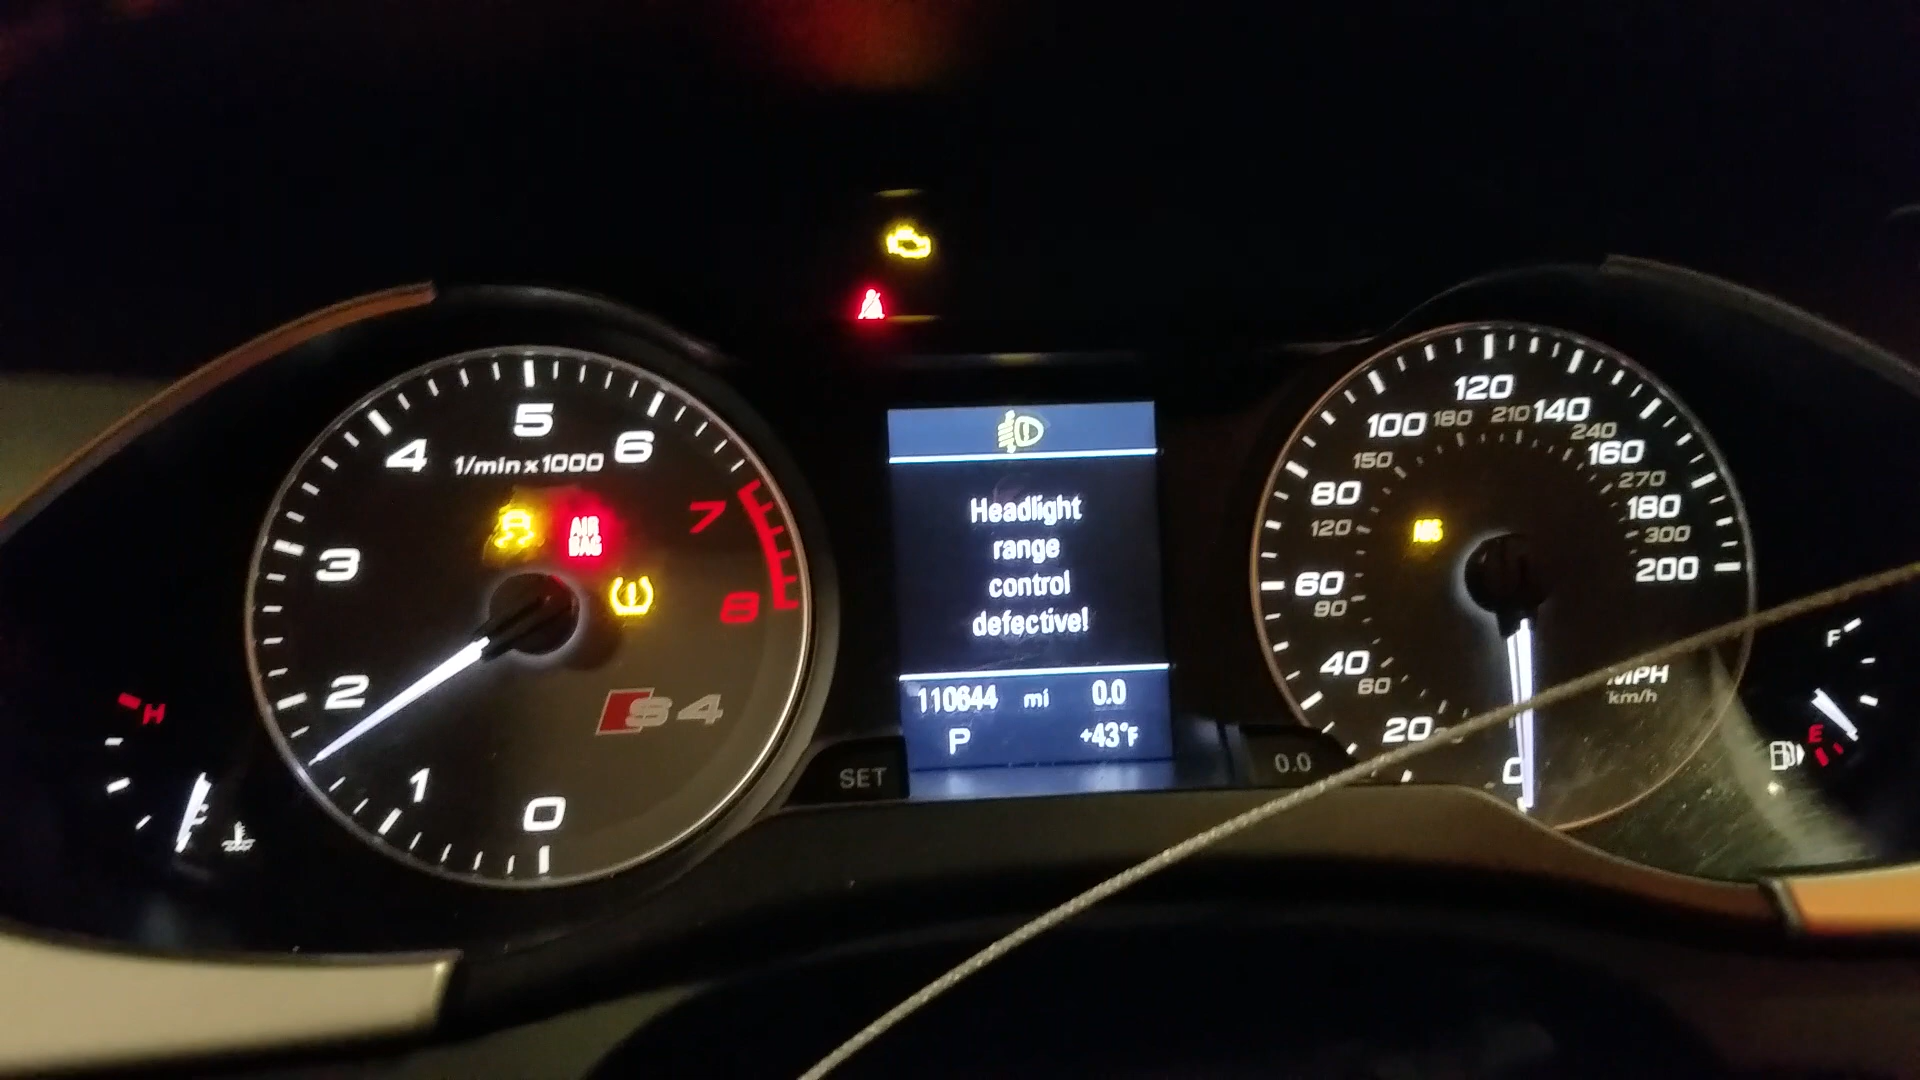 5
4
6
1/min x 1000
AIR
BAG
7
3
8
2
S4
H
1
0
SET
Headlight
range
control
defective!
110644 mi 0.0
P +43°F
0.0
120
100
180
210
140
240
150
160
80
270
180
120
ABS
300
60
200
90
40
60
MPH
km/h
20
0
F
E